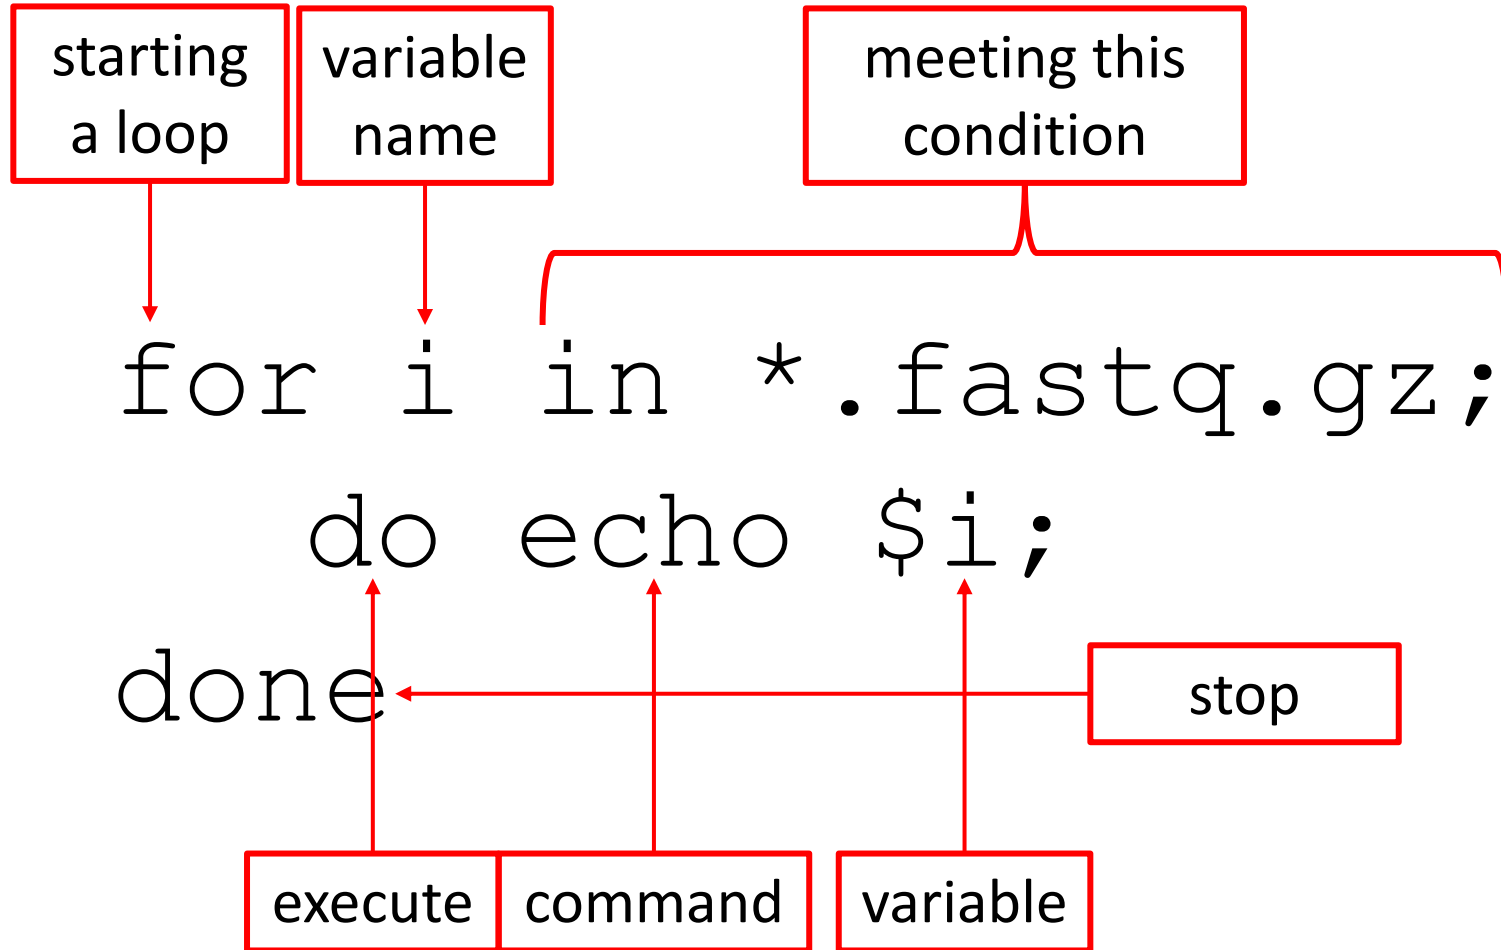 starting
a loop
variable
name
meeting this
condition
for i in *.fastq.gz;
do echo $i;
done
stop
execute
command
variable